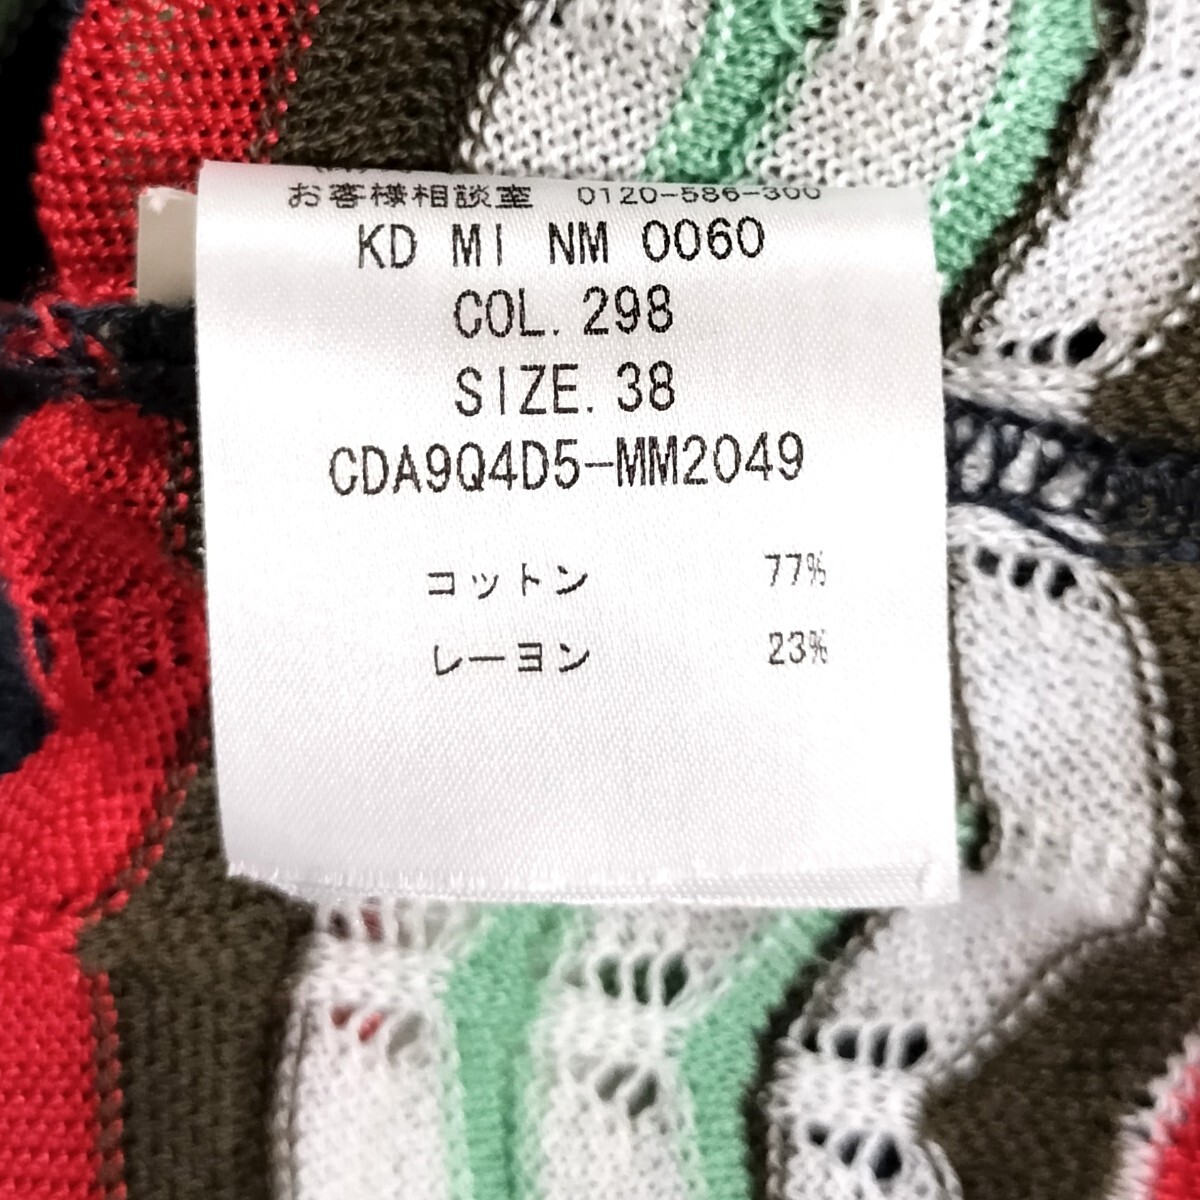 お客様相談室 0120-586-300
KD MI NM 0060
COL. 298
SIZE. 38
CDA9Q4D5-MM2049
コットン 77%
レーヨン 23%